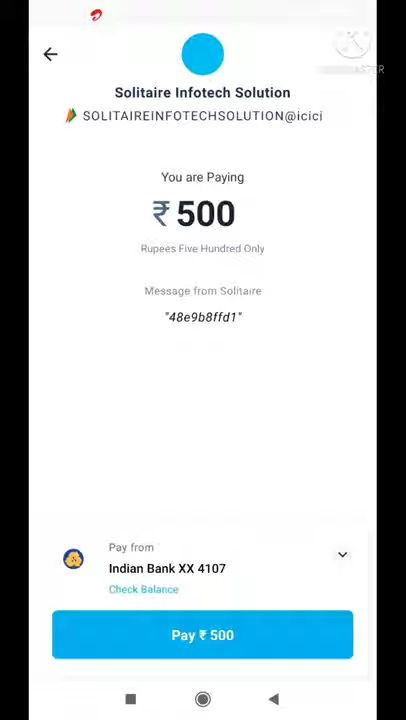 Solitaire Infotech Solution
SOLITAIREINFOTECHSOLUTION@icici
You are Paying
₹ 500
Rupees Five Hundred Only
Message from Solitaire
"48e9b8ffd1"
Pay from
Indian Bank XX 4107
Check Balance
Pay ₹ 500